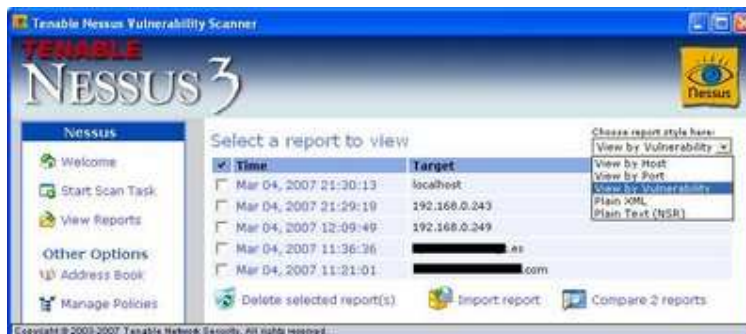 Tenable Nessus Vulnerability Scanner
TENABLE
NESSUS 3
Nessus
Nessus
Welcome
Start Scan Task
View Reports
Other Options
Address Book
Manage Policies
Select a report to view
Choose report style here:
View by Vulnerability
View by Host
View by Port
View by Vulnerability
Plain XML
Plain Text (NSR)
Time Target
Mar 04, 2007 21:30:13 localhost
Mar 04, 2007 21:29:19 192.168.0.243
Mar 04, 2007 12:09:49 192.168.0.249
Mar 04, 2007 11:36:36 .es
Mar 04, 2007 11:21:01 .com
Delete selected report(s) Import report Compare 2 reports
Copyright © 2003-2007 Tenable Network Security. All rights reserved